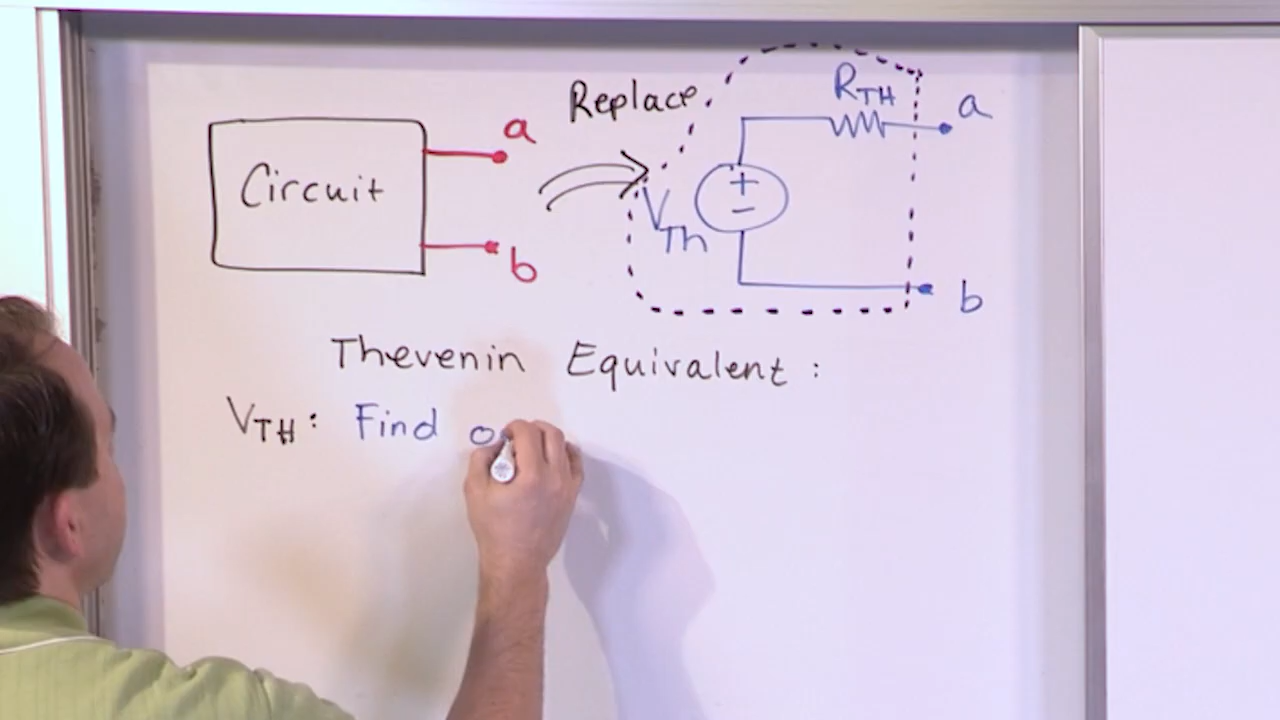 Replace
RTH
a
a
Circuit
+
-
VTh
b
b
Thevenin Equivalent :
VTH: Find